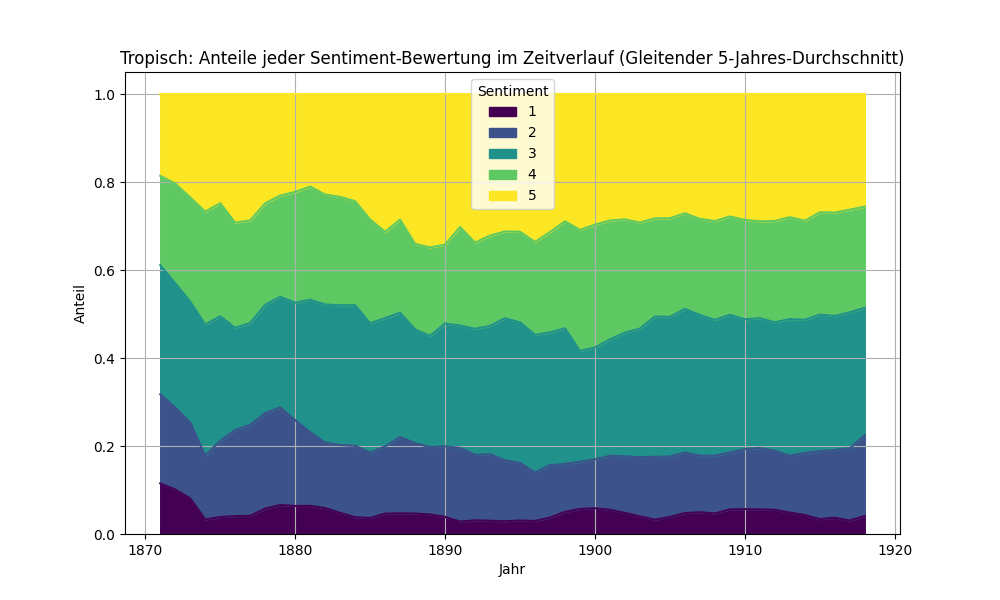 Tropisch: Anteile jeder Sentiment-Bewertung im Zeitverlauf (Gleitender 5-Jahres-Durchschnitt)
Sentiment
1
2
3
4
5
1.0
0.8
0.6
0.4
0.2
0.0
Anteil
1870 1880 1890 1900 1910 1920
Jahr